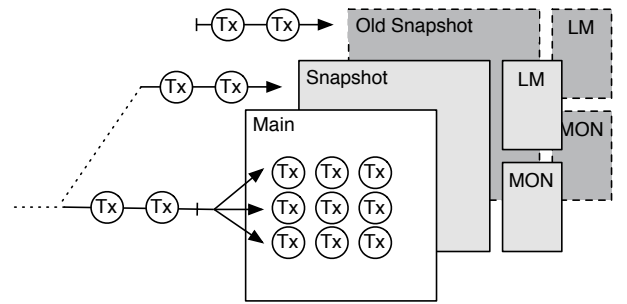 Tx Tx Old Snapshot LM
Tx Tx Snapshot LM
Main MON
Tx Tx Tx
MON
Tx Tx Tx Tx Tx
Tx Tx Tx